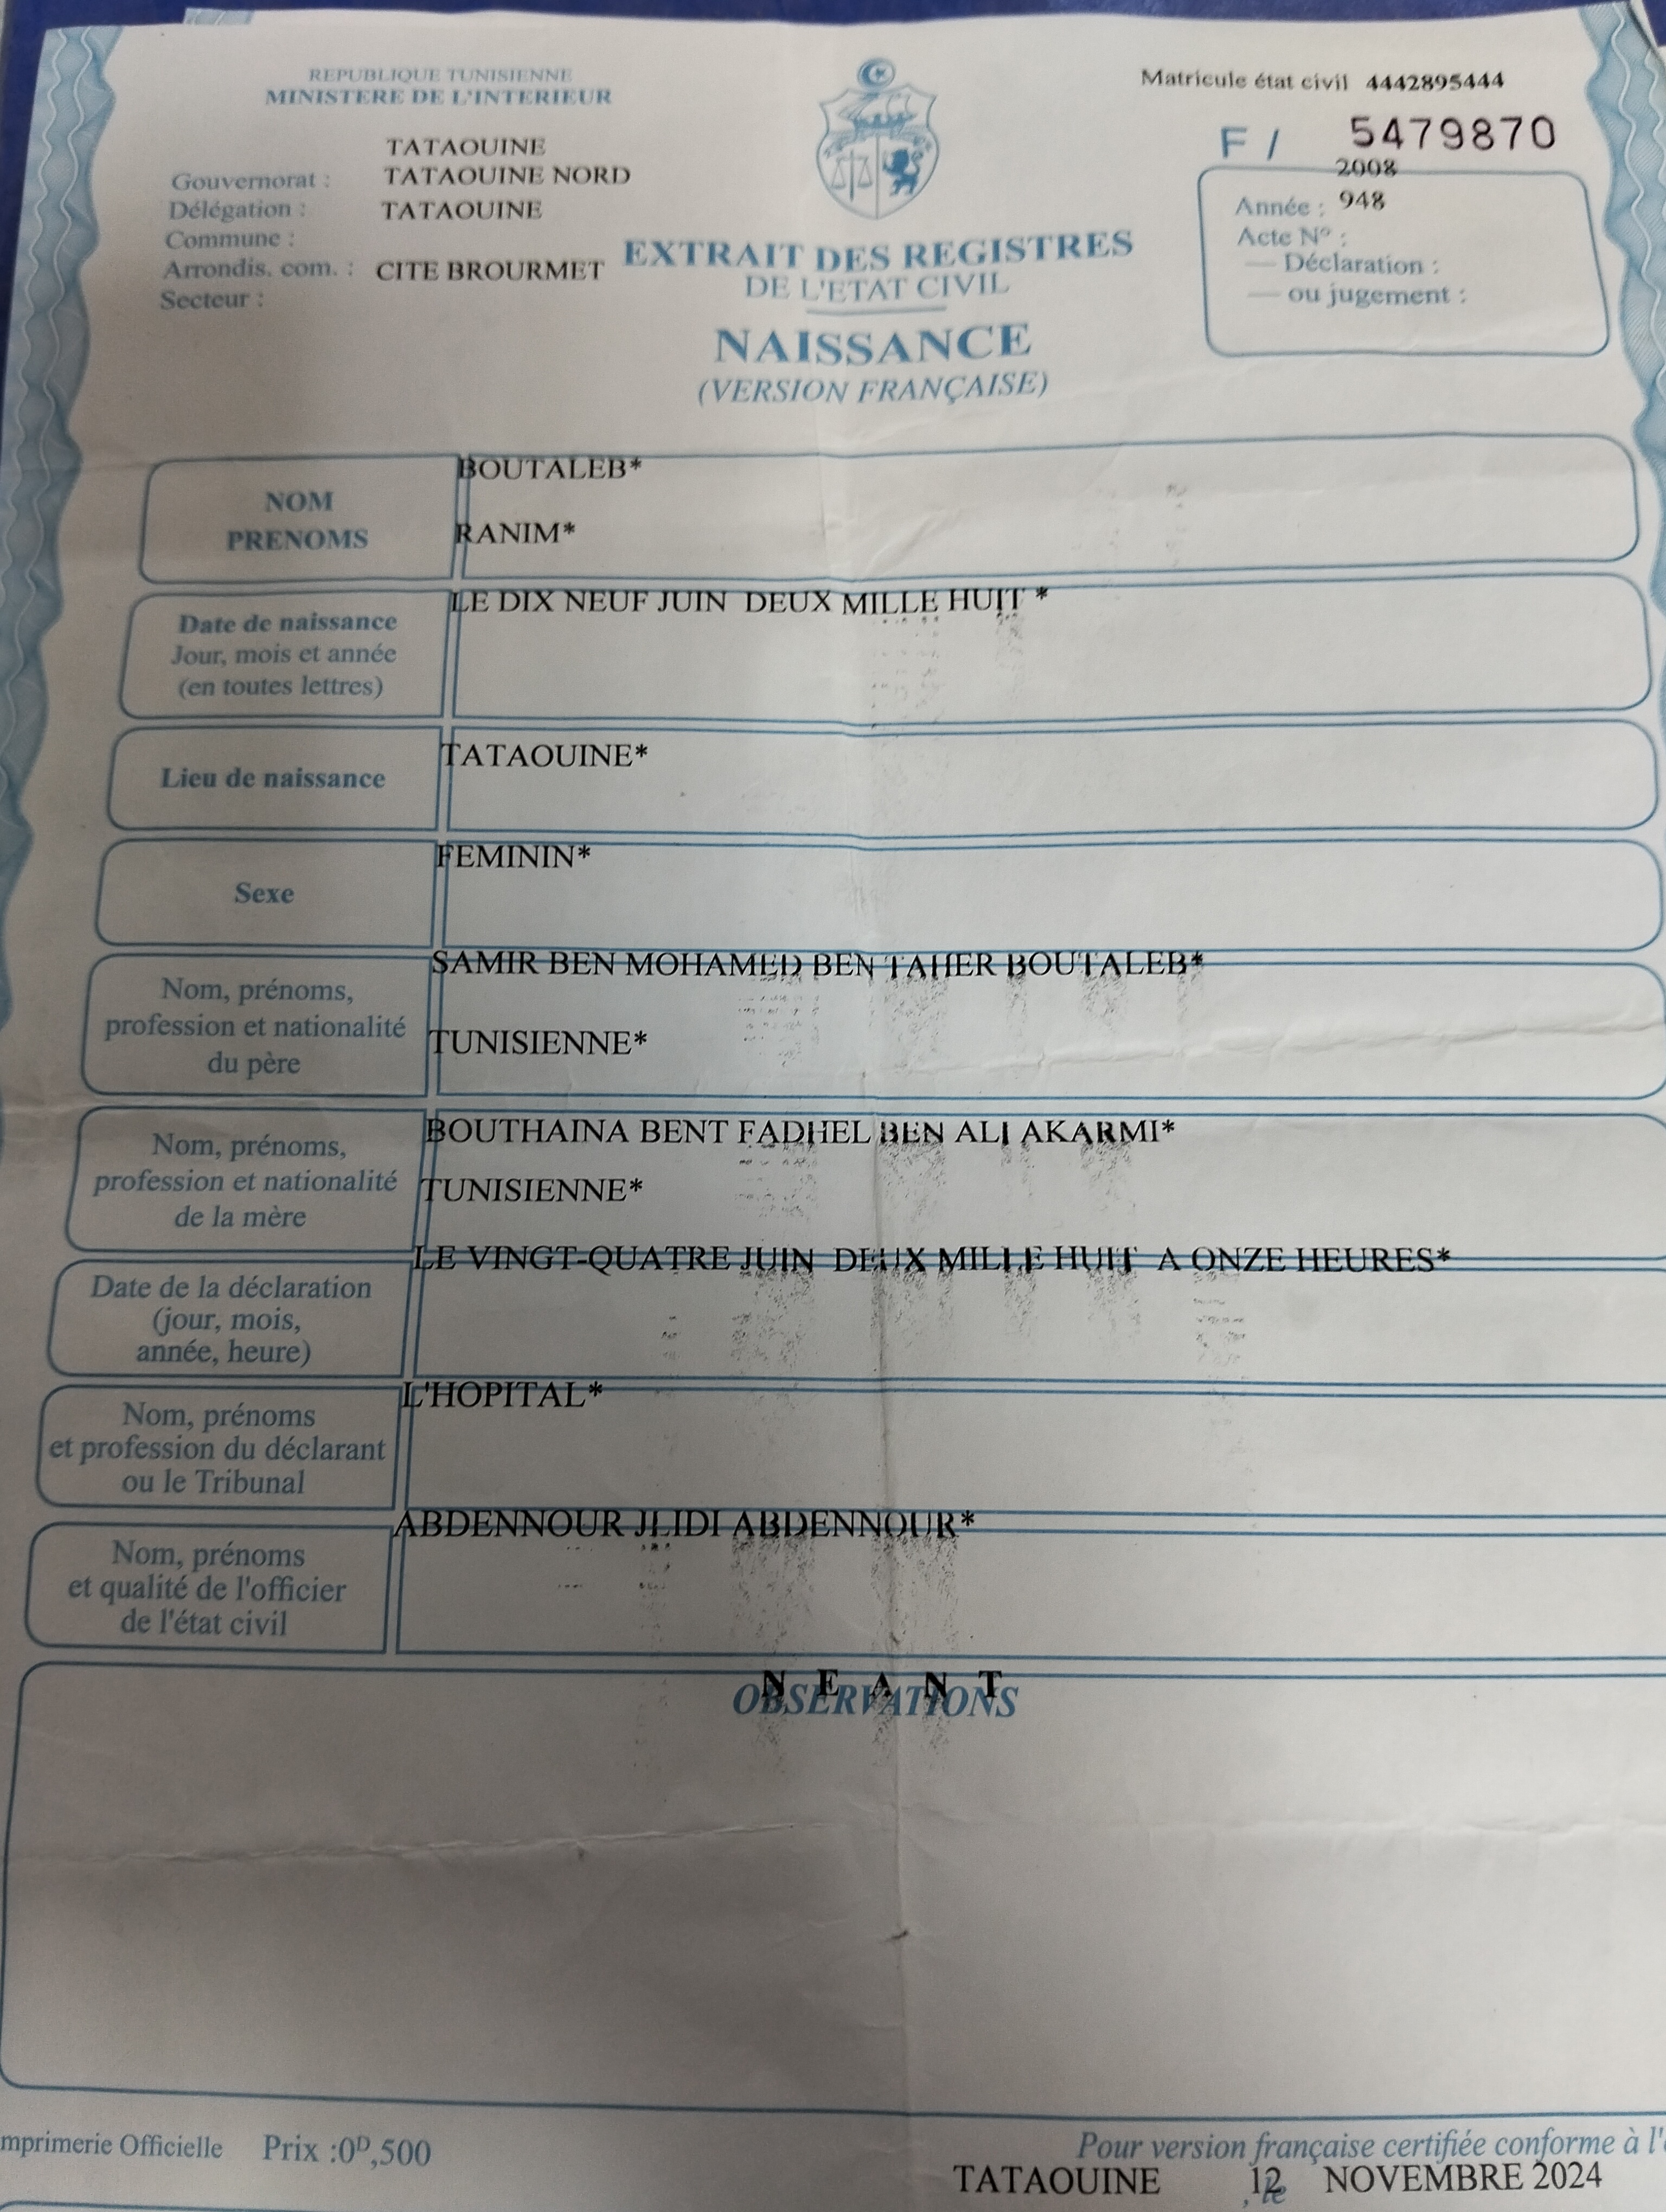 REPUBLIQUE TUNISIENNE
MINISTERE DE L'INTERIEUR
Matricule état civil 4442895444
F / 5479870
TATAOUINE
Gouvernorat : TATAOUINE NORD
Délégation : TATAOUINE
Commune :
Arrondis. com. : CITE BROURMET
Secteur :
2008
Année : 948
Acte N° :
— Déclaration :
— ou jugement :
EXTRAIT DES REGISTRES
DE L'ETAT CIVIL
NAISSANCE
(VERSION FRANÇAISE)
NOM
PRENOMS
BOUTALEB*
RANIM*
Date de naissance
Jour, mois et année
(en toutes lettres)
LE DIX NEUF JUIN DEUX MILLE HUIT *
Lieu de naissance
TATAOUINE*
Sexe
FEMININ*
Nom, prénoms,
profession et nationalité
du père
SAMIR BEN MOHAMED BEN TAHER BOUTALEB*
TUNISIENNE*
Nom, prénoms,
profession et nationalité
de la mère
BOUTHAINA BENT FADHEL BEN ALI AKARMI*
TUNISIENNE*
Date de la déclaration
(jour, mois,
année, heure)
LE VINGT-QUATRE JUIN DEUX MILLE HUIT A ONZE HEURES*
Nom, prénoms
et profession du déclarant
ou le Tribunal
L'HOPITAL*
Nom, prénoms
et qualité de l'officier
de l'état civil
ABDENNOUR JLIDI ABDENNOUR*
N E A N T
OBSERVATIONS
mprimerie Officielle Prix :0ᴰ,500
Pour version française certifiée conforme à l'
TATAOUINE , le 12 NOVEMBRE 2024